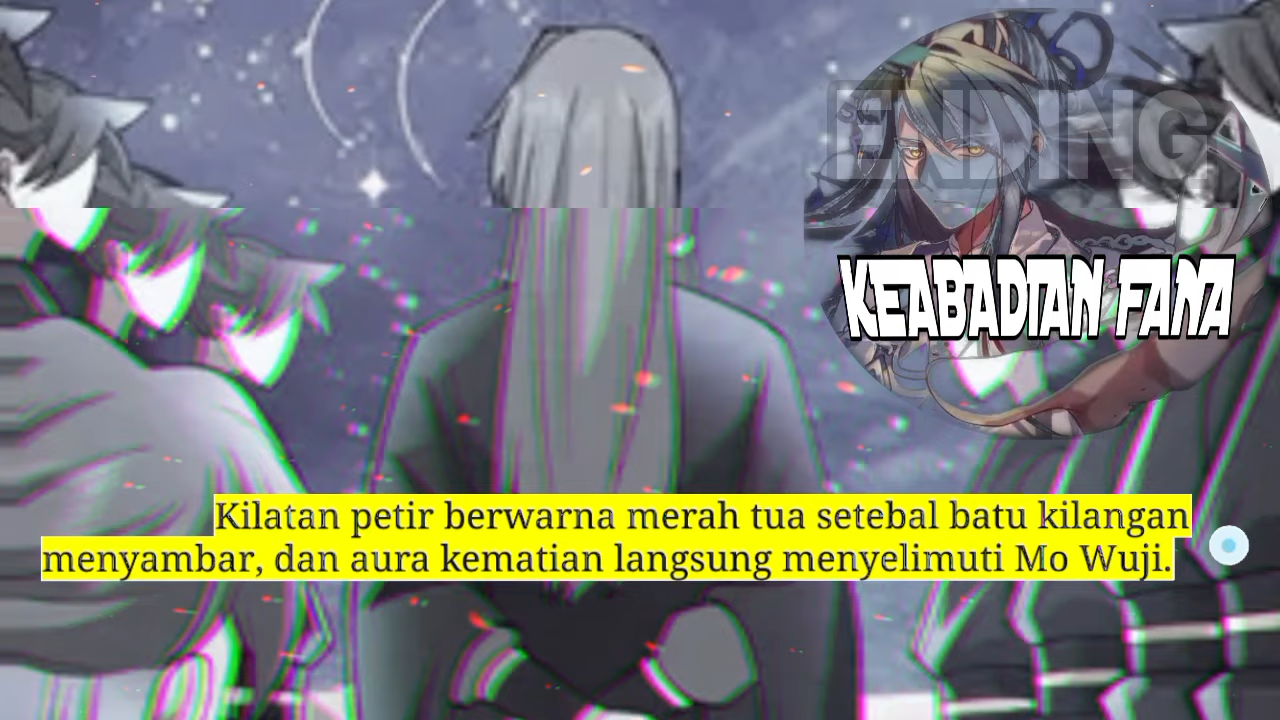 ENDING
KEABADIAN FANA
Kilatan petir berwarna merah tua setebal batu kilangan
menyambar, dan aura kematian langsung menyelimuti Mo Wuji.